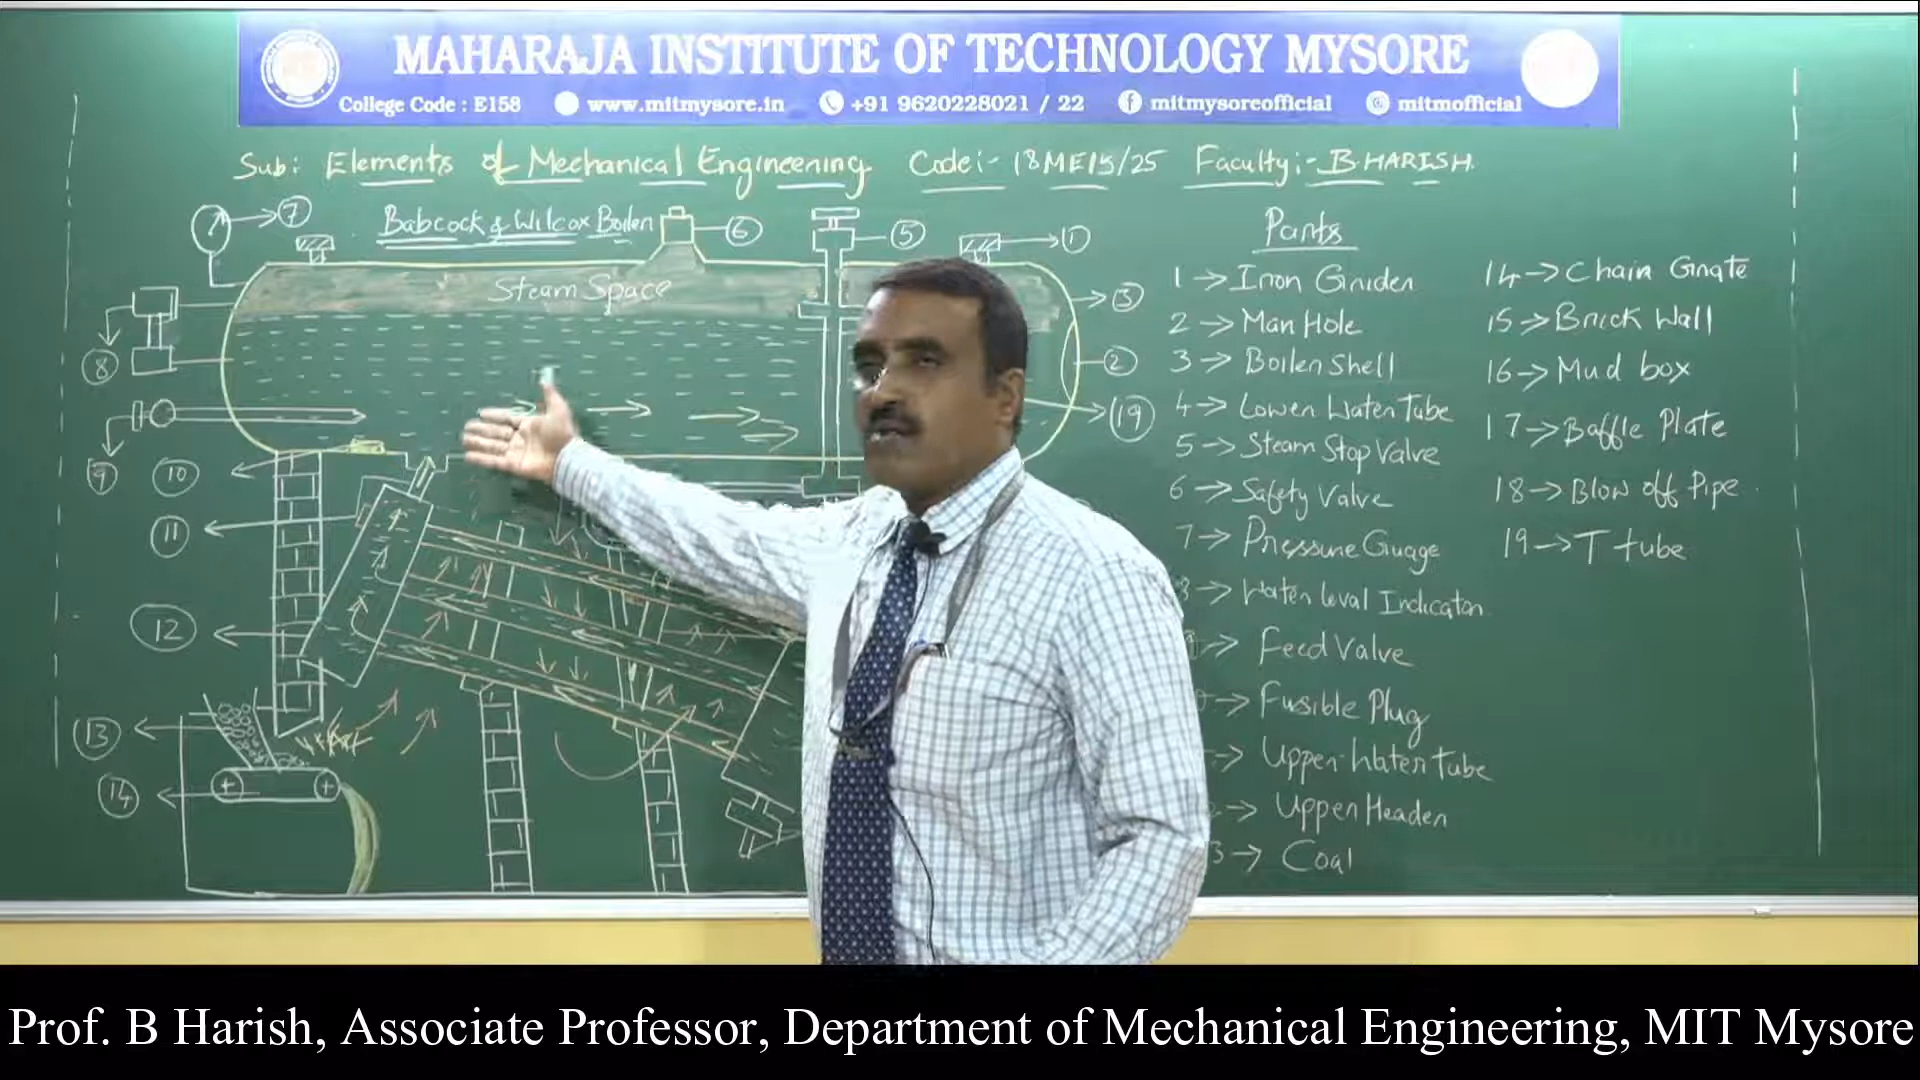 MAHARAJA INSTITUTE OF TECHNOLOGY MYSORE
College Code : E158 www.mitmysore.in +91 9620228021 / 22 mitmysoreofficial mitmofficial
Sub: Elements of Mechanical Engineering Code:- 18ME15/25 Faculty:- B HARISH.
Babcock & Wilcox Boiler
Steam Space
7
6
5
1
3
8
2
9
19
10
11
12
13
14
Parts
1 → Iron Girider
2 → Man Hole
3 → Boiler Shell
4 → Lower Water Tube
5 → Steam Stop Valve
6 → Safety Valve
7 → Pressure Guage
8 → Water leval Indicator
→ Feed Valve
→ Fusible Plug
→ Upper Water tube
→ Upper Header
3 → Coal
14 → Chain Grate
15 → Brick Wall
16 → Mud box
17 → Baffle Plate
18 → Blow off Pipe
19 → T tube
Prof. B Harish, Associate Professor, Department of Mechanical Engineering, MIT Mysore